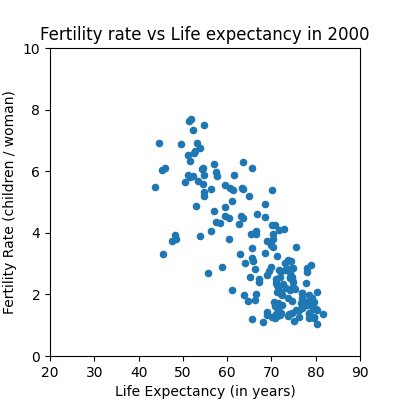 Fertility rate vs Life expectancy in 2000
10
8
6
4
2
0
Fertility Rate (children / woman)
20 30 40 50 60 70 80 90
Life Expectancy (in years)